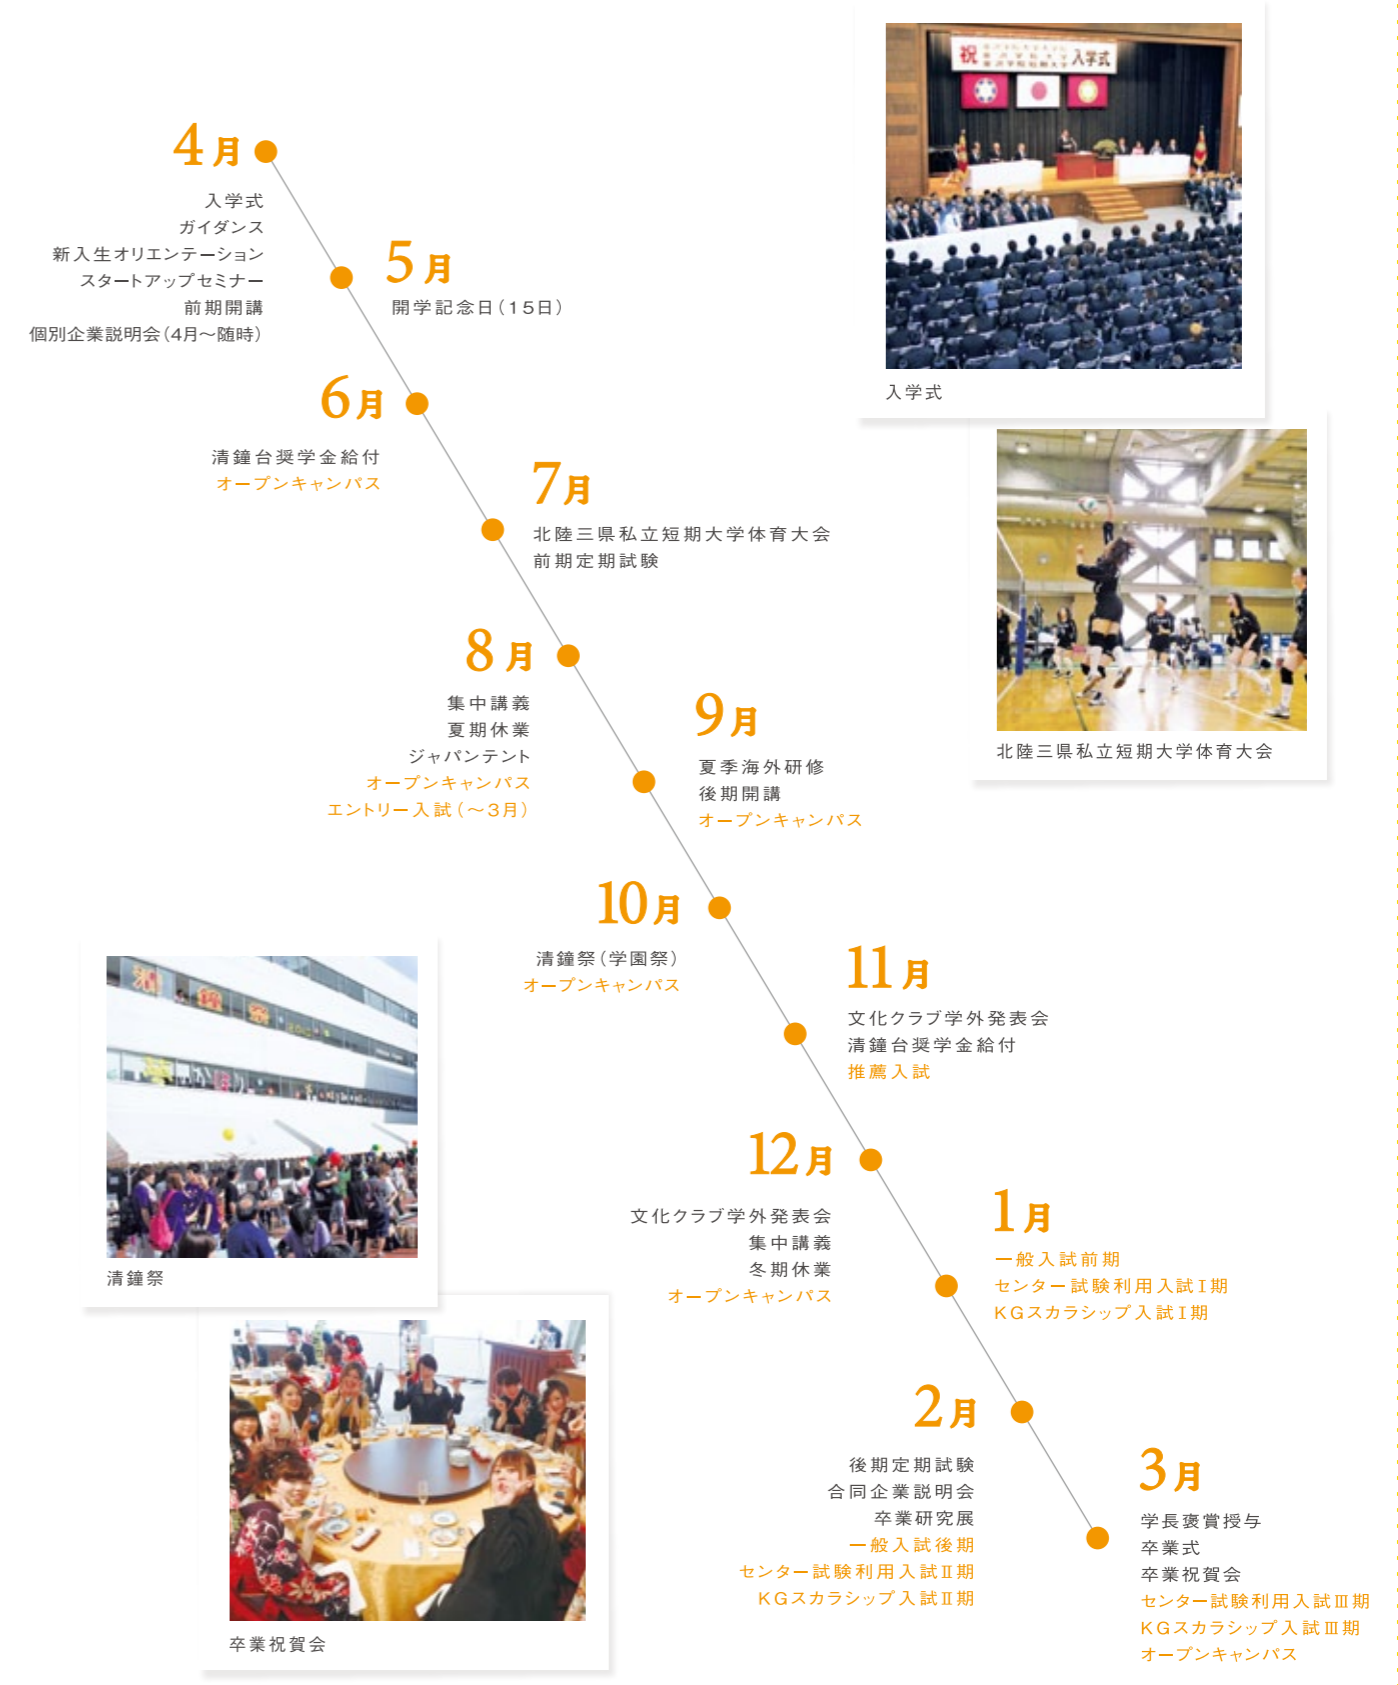 4月
入学式
ガイダンス
新入生オリエンテーション
スタートアップセミナー
前期開講
個別企業説明会(4月～随時)
5月
開学記念日(15日)
6月
清鐘台奨学金給付
オープンキャンパス
7月
北陸三県私立短期大学体育大会
前期定期試験
8月
集中講義
夏期休業
ジャパンテント
オープンキャンパス
エントリー入試(～3月)
9月
夏季海外研修
後期開講
オープンキャンパス
10月
清鐘祭(学園祭)
オープンキャンパス
11月
文化クラブ学外発表会
清鐘台奨学金給付
推薦入試
12月
文化クラブ学外発表会
集中講義
冬期休業
オープンキャンパス
1月
一般入試前期
センター試験利用入試Ⅰ期
KGスカラシップ入試Ⅰ期
2月
後期定期試験
合同企業説明会
卒業研究展
一般入試後期
センター試験利用入試Ⅱ期
KGスカラシップ入試Ⅱ期
3月
学長褒賞授与
卒業式
卒業祝賀会
センター試験利用入試Ⅲ期
KGスカラシップ入試Ⅲ期
オープンキャンパス
祝
入学式
入学式
北陸三県私立短期大学体育大会
清鐘祭
清鐘祭
卒業祝賀会